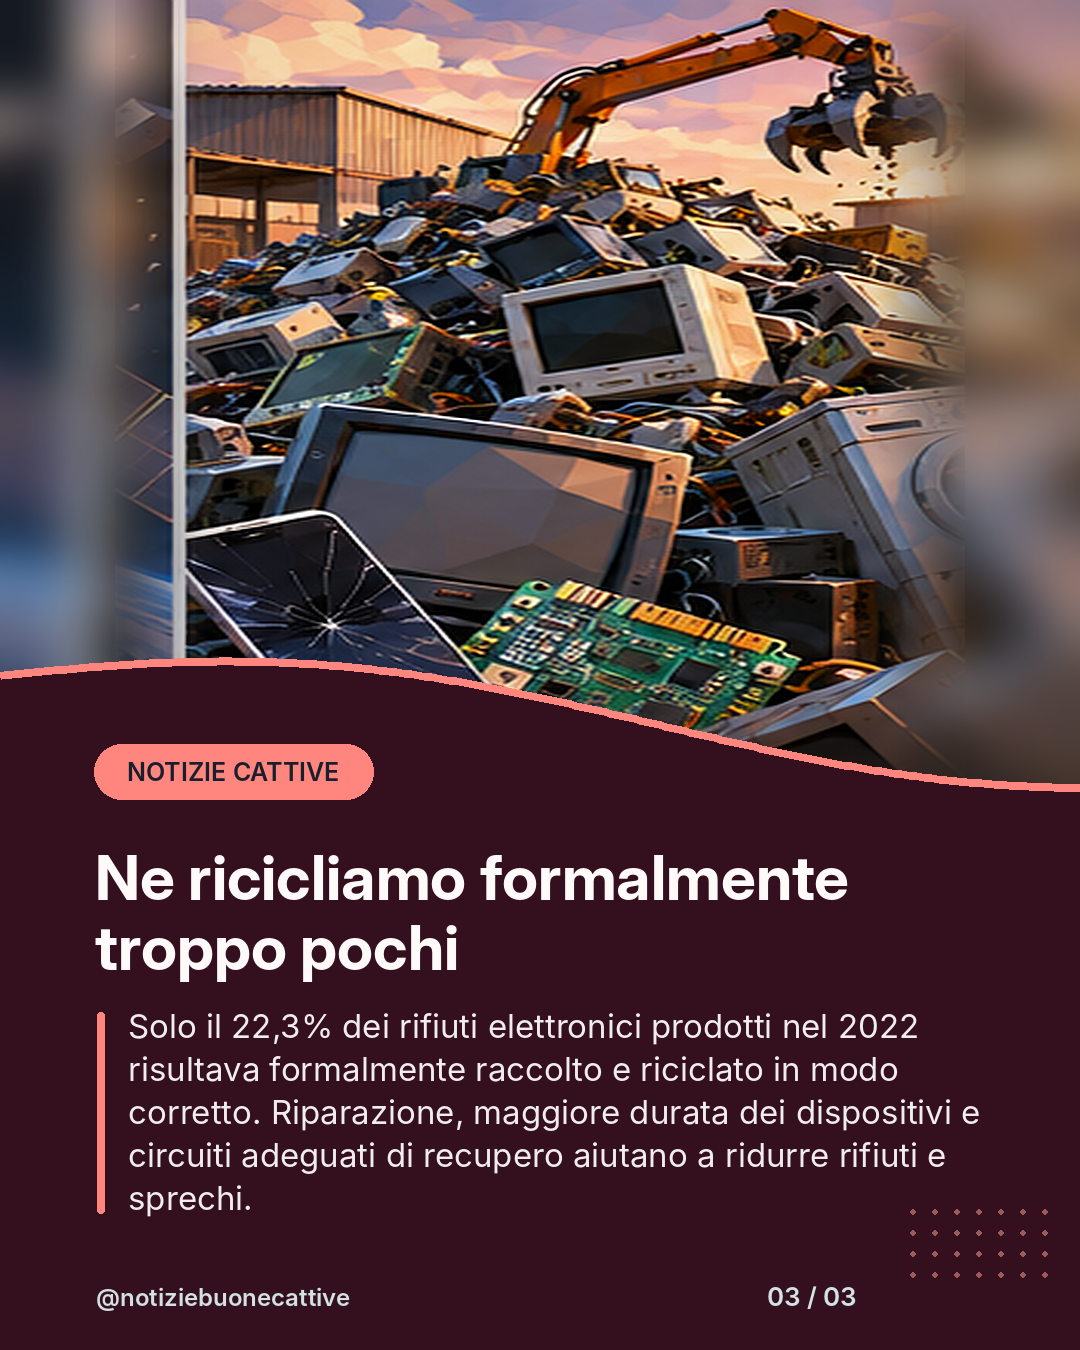 NOTIZIE CATTIVE
Ne ricicliamo formalmente
troppo pochi
Solo il 22,3% dei rifiuti elettronici prodotti nel 2022
risultava formalmente raccolto e riciclato in modo
corretto. Riparazione, maggiore durata dei dispositivi e
circuiti adeguati di recupero aiutano a ridurre rifiuti e
sprechi.
@notiziebuonecattive
03 / 03